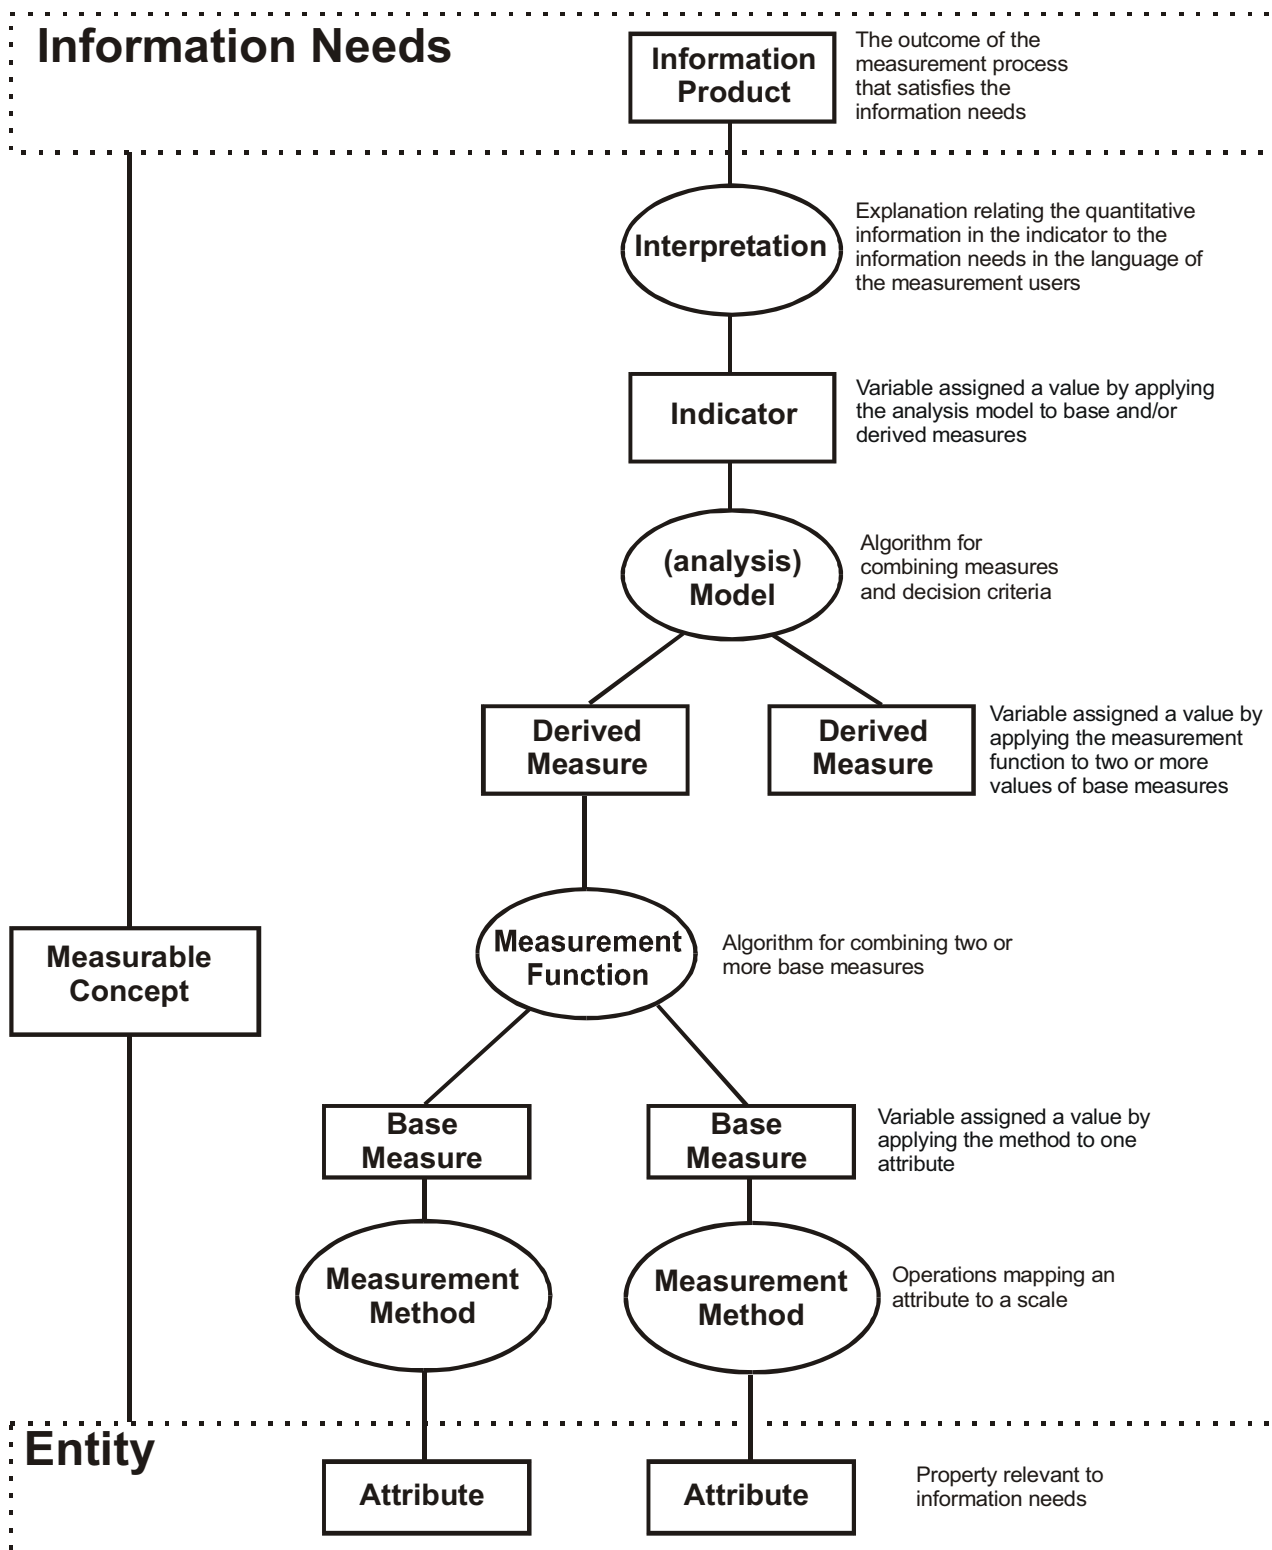 Information Needs
Information
Product
The outcome of the
measurement process
that satisfies the
information needs
Interpretation
Explanation relating the quantitative
information in the indicator to the
information needs in the language of
the measurement users
Indicator
Variable assigned a value by applying
the analysis model to base and/or
derived measures
(analysis)
Model
Algorithm for
combining measures
and decision criteria
Derived
Measure
Derived
Measure
Variable assigned a value by
applying the measurement
function to two or more
values of base measures
Measurable
Concept
Measurement
Function
Algorithm for combining two or
more base measures
Base
Measure
Base
Measure
Variable assigned a value by
applying the method to one
attribute
Measurement
Method
Measurement
Method
Operations mapping an
attribute to a scale
Entity
Attribute
Attribute
Property relevant to
information needs